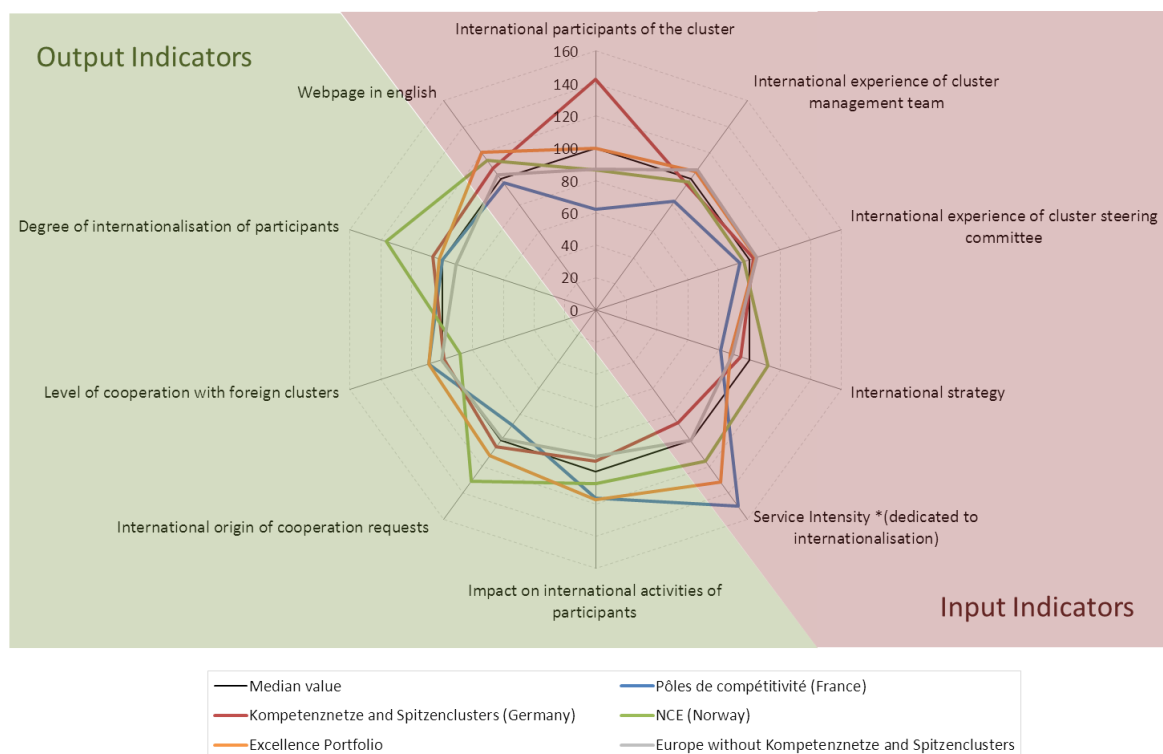 Output Indicators
International participants of the cluster
160
140
120
100
80
60
40
20
0
International experience of cluster
management team
International experience of cluster steering
committee
International strategy
Service Intensity *(dedicated to
internationalisation)
Impact on international activities of
participants
International origin of cooperation requests
Level of cooperation with foreign clusters
Degree of internationalisation of participants
Webpage in english
Input Indicators
Median value
Pôles de compétitivité (France)
Kompetenznetze and Spitzenclusters (Germany)
NCE (Norway)
Excellence Portfolio
Europe without Kompetenznetze and Spitzenclusters